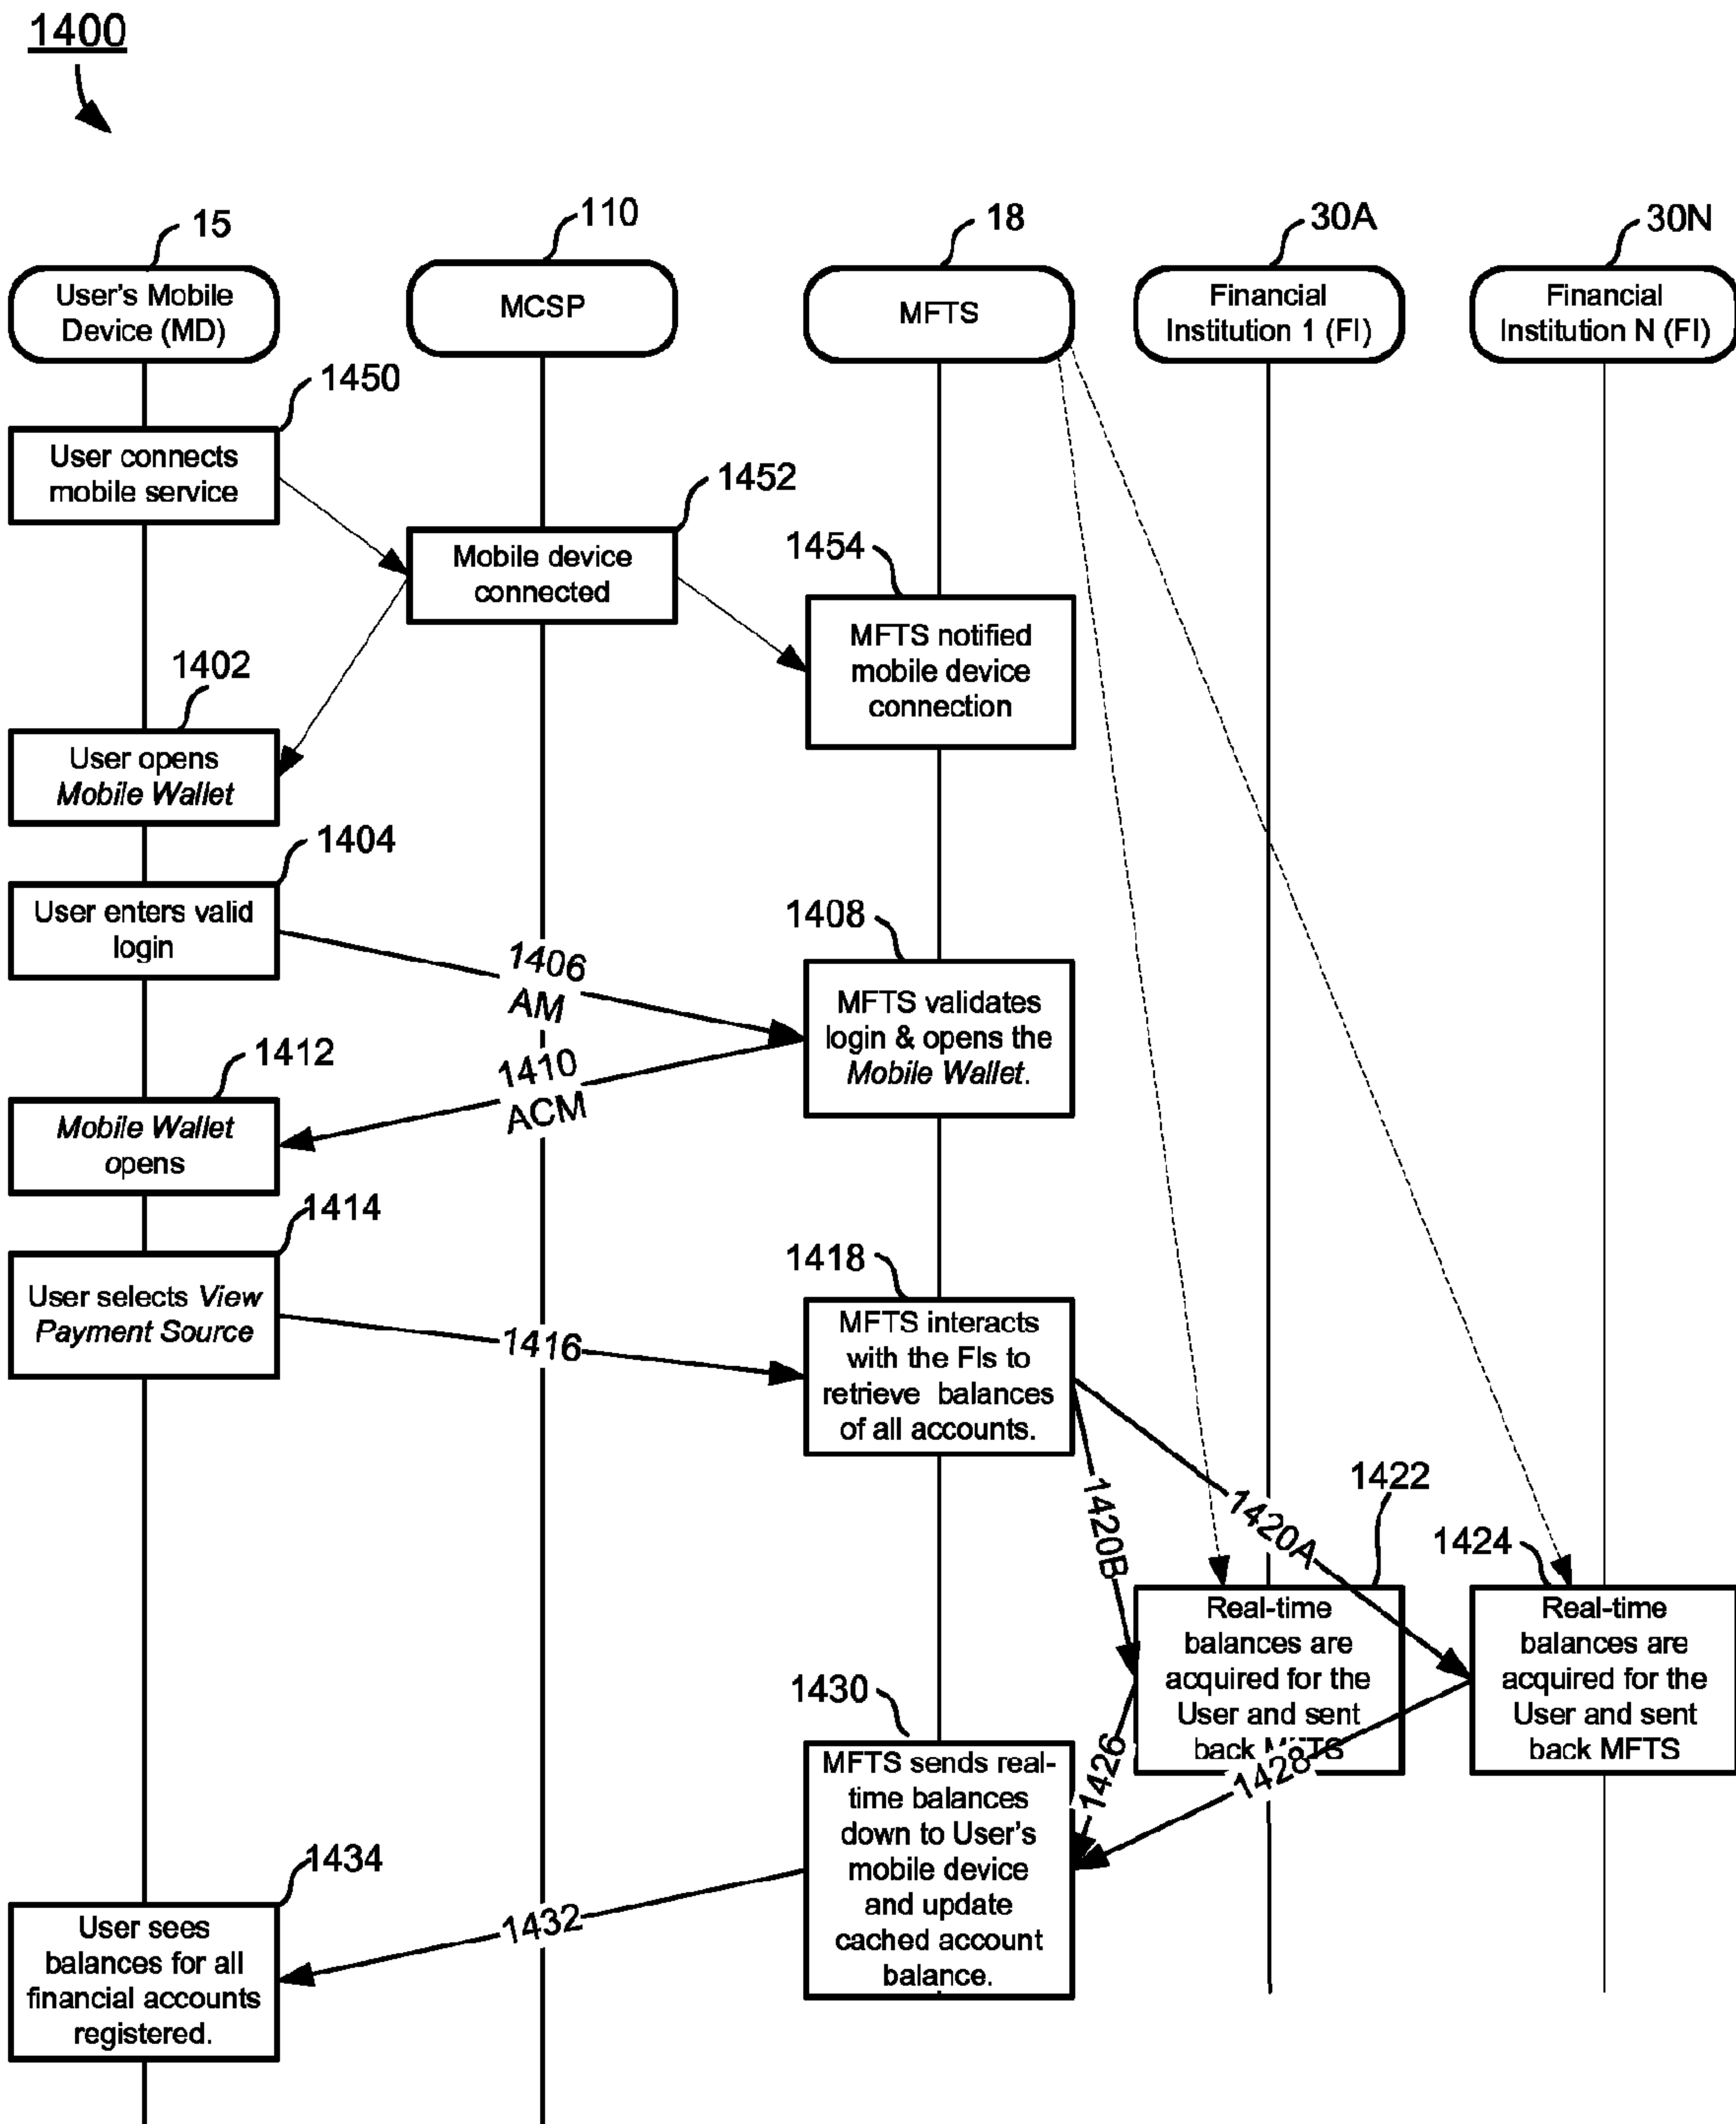 1400
15
110
18
30A
30N
User's Mobile
Device (MD)
MCSP
MFTS
Financial
Institution 1 (FI)
Financial
Institution N (FI)
1450
User connects
mobile service
1452
Mobile device
connected
1454
MFTS notified
mobile device
connection
1402
User opens
Mobile Wallet
1404
User enters valid
login
1406
AM
1408
MFTS validates
login & opens the
Mobile Wallet.
1410
ACM
1412
Mobile Wallet
opens
1414
User selects View
Payment Source
1416
1418
MFTS interacts
with the FIs to
retrieve balances
of all accounts.
1420B
1420A
1422
Real-time
balances are
acquired for the
User and sent
back MFTS
1424
Real-time
balances are
acquired for the
User and sent
back MFTS
1426
1428
1430
MFTS sends real-
time balances
down to User's
mobile device
and update
cached account
balance.
1432
1434
User sees
balances for all
financial accounts
registered.